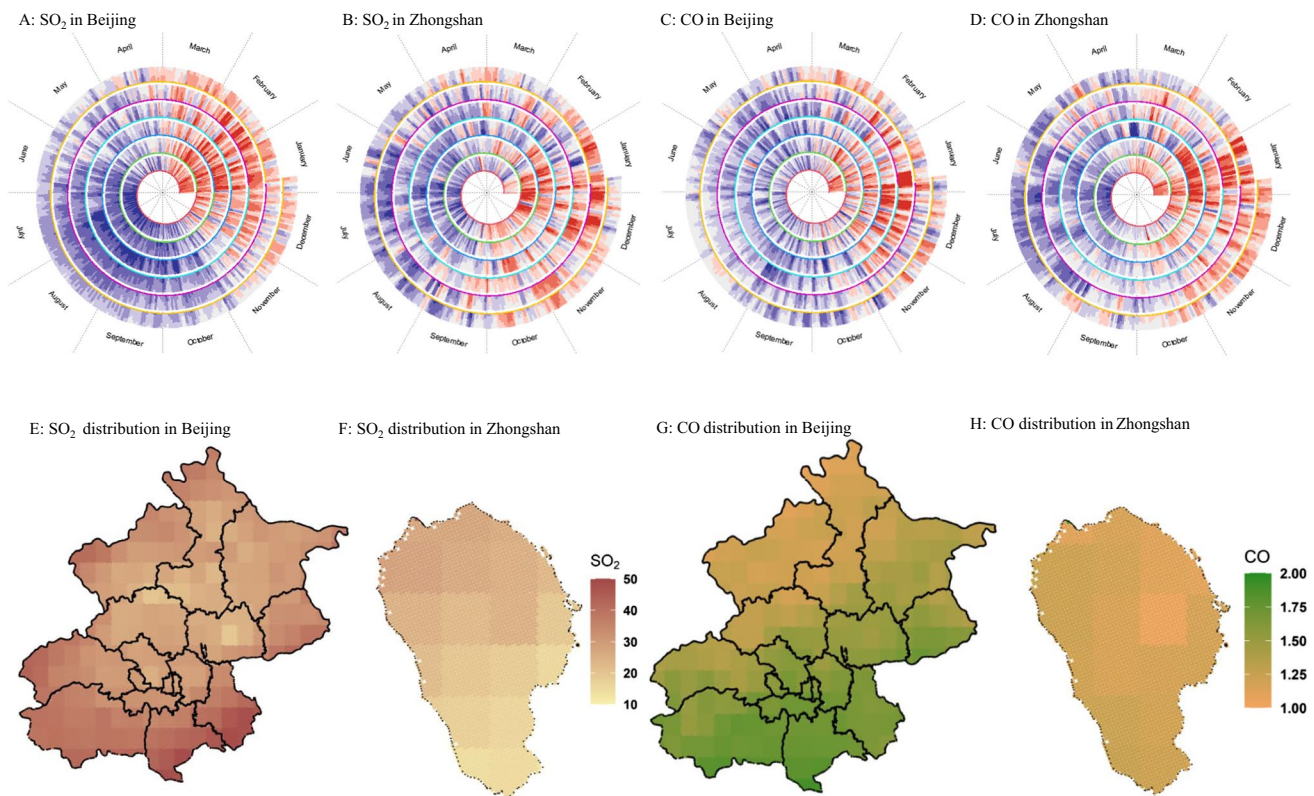 A: SO₂ in Beijing
B: SO₂ in Zhongshan
C: CO in Beijing
D: CO in Zhongshan
April
March
May
February
June
January
July
December
August
November
September
October
April
March
May
February
June
January
July
December
August
November
September
October
April
March
May
February
June
January
July
December
August
November
September
October
April
March
May
February
June
January
July
December
August
November
September
October
E: SO₂ distribution in Beijing
F: SO₂ distribution in Zhongshan
G: CO distribution in Beijing
H: CO distribution in Zhongshan
SO₂
50
40
30
20
10
CO
2.00
1.75
1.50
1.25
1.00